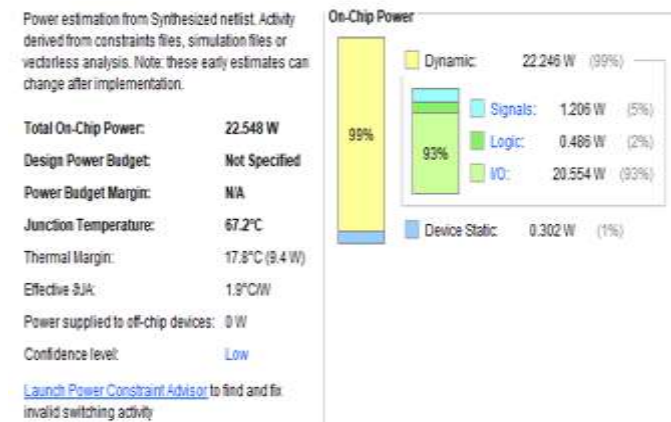 Power estimation from Synthesized netlist. Activity
derived from constraints files, simulation files or
vectorless analysis. Note: these early estimates can
change after implementation.
Total On-Chip Power: 22.548 W
Design Power Budget: Not Specified
Power Budget Margin: N/A
Junction Temperature: 67.2°C
Thermal Margin: 17.8°C (9.4 W)
Effective ϑJA: 1.9°C/W
Power supplied to off-chip devices: 0 W
Confidence level: Low
Launch Power Constraint Advisor to find and fix
invalid switching activity
On-Chip Power
Dynamic: 22.246 W (99%)
99%
93%
Signals: 1.206 W (5%)
Logic: 0.486 W (2%)
I/O: 20.554 W (93%)
Device Static: 0.302 W (1%)